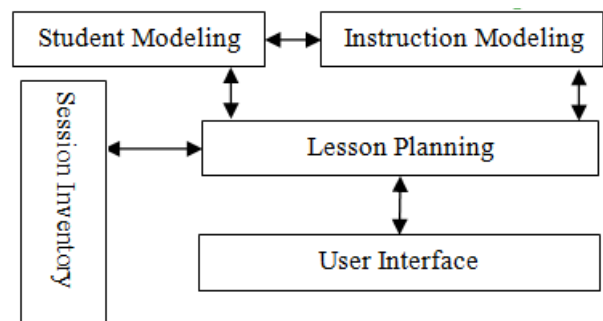 Student Modeling
Instruction Modeling
Session Inventory
Lesson Planning
User Interface